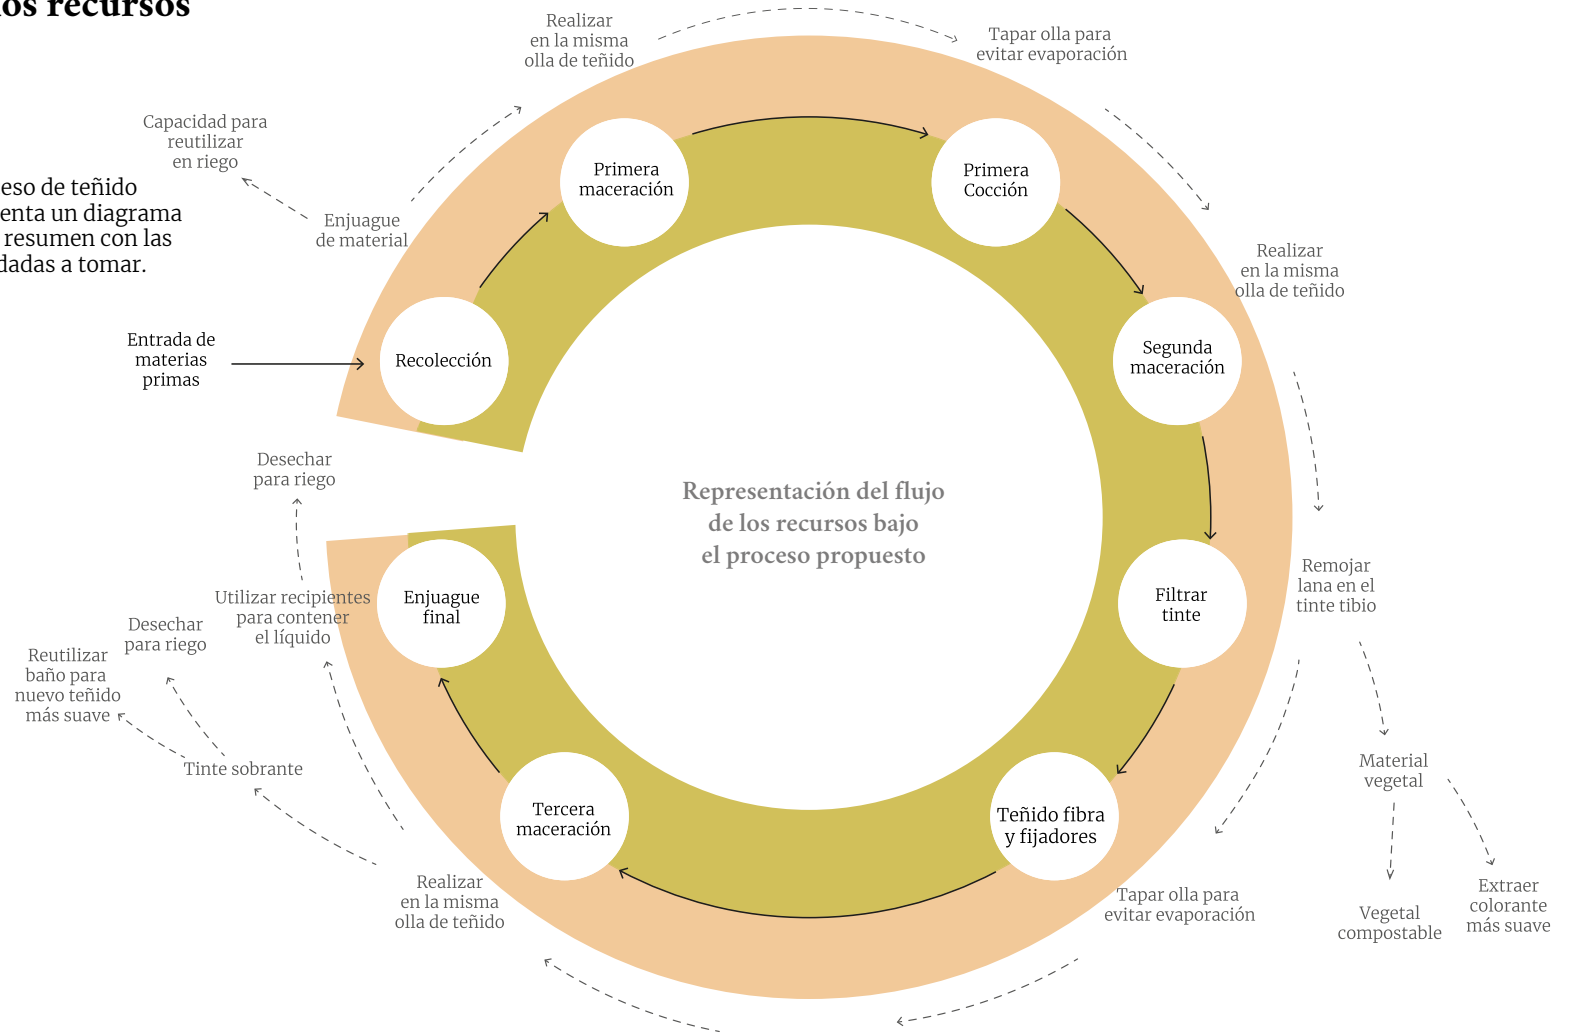 los recursos
eso de teñido
enta un diagrama
resumen con las
dadas a tomar.
Realizar
en la misma
olla de teñido
Tapar olla para
evitar evaporación
Capacidad para
reutilizar
en riego
Enjuague
de material
Primera
maceración
Primera
Cocción
Realizar
en la misma
olla de teñido
Entrada de
materias
primas
Recolección
Segunda
maceración
Desechar
para riego
Representación del flujo
de los recursos bajo
el proceso propuesto
Remojar
lana en el
tinte tibio
Utilizar recipientes
para contener
el líquido
Enjuague
final
Filtrar
tinte
Desechar
para riego
Reutilizar
baño para
nuevo teñido
más suave
Tinte sobrante
Material
vegetal
Tercera
maceración
Teñido fibra
y fijadores
Realizar
en la misma
olla de teñido
Tapar olla para
evitar evaporación
Vegetal
compostable
Extraer
colorante
más suave